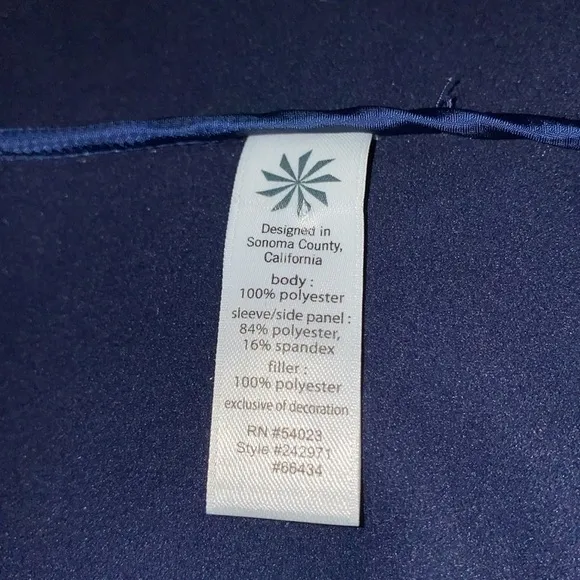 Designed in
Sonoma County,
California
body :
100% polyester
sleeve/side panel :
84% polyester,
16% spandex
filler :
100% polyester
exclusive of decoration
RN #54023
Style #242971
#66434